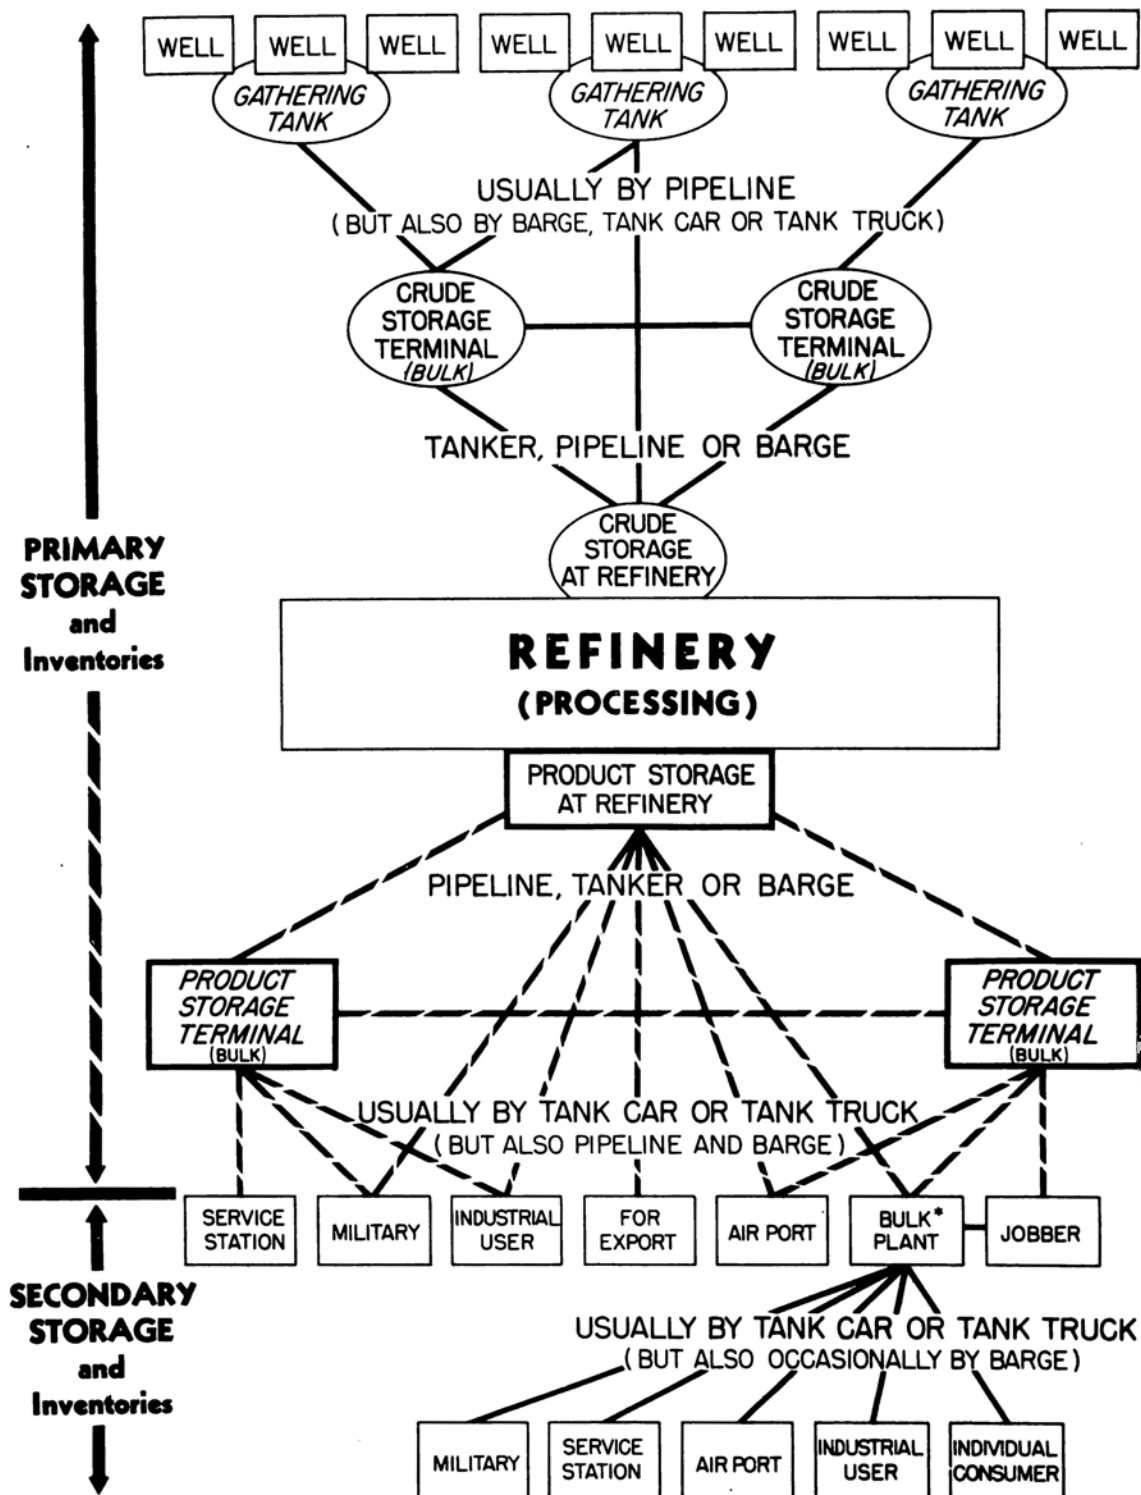 WELL WELL WELL WELL WELL WELL WELL WELL WELL
GATHERING TANK
GATHERING TANK
GATHERING TANK
USUALLY BY PIPELINE
(BUT ALSO BY BARGE, TANK CAR OR TANK TRUCK)
CRUDE
STORAGE
TERMINAL
(BULK)
CRUDE
STORAGE
TERMINAL
(BULK)
TANKER, PIPELINE OR BARGE
CRUDE
STORAGE
AT REFINERY
PRIMARY
STORAGE
and
Inventories
REFINERY
(PROCESSING)
PRODUCT STORAGE
AT REFINERY
PIPELINE, TANKER OR BARGE
PRODUCT
STORAGE
TERMINAL
(BULK)
PRODUCT
STORAGE
TERMINAL
(BULK)
USUALLY BY TANK CAR OR TANK TRUCK
(BUT ALSO PIPELINE AND BARGE)
SERVICE
STATION
MILITARY
INDUSTRIAL
USER
FOR
EXPORT
AIR PORT
BULK*
PLANT
JOBBER
SECONDARY
STORAGE
and
Inventories
USUALLY BY TANK CAR OR TANK TRUCK
(BUT ALSO OCCASIONALLY BY BARGE)
MILITARY
SERVICE
STATION
AIR PORT
INDUSTRIAL
USER
INDIVIDUAL
CONSUMER